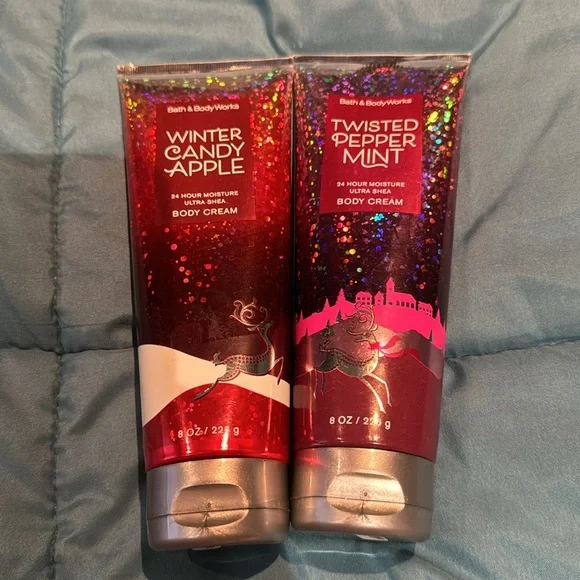 Bath & Body Works
WINTER
CANDY
APPLE
24 HOUR MOISTURE
ULTRA SHEA
BODY CREAM
8 OZ / 226 g
Bath & Body Works
TWISTED
PEPPER
MINT
24 HOUR MOISTURE
ULTRA SHEA
BODY CREAM
8 OZ / 226 g